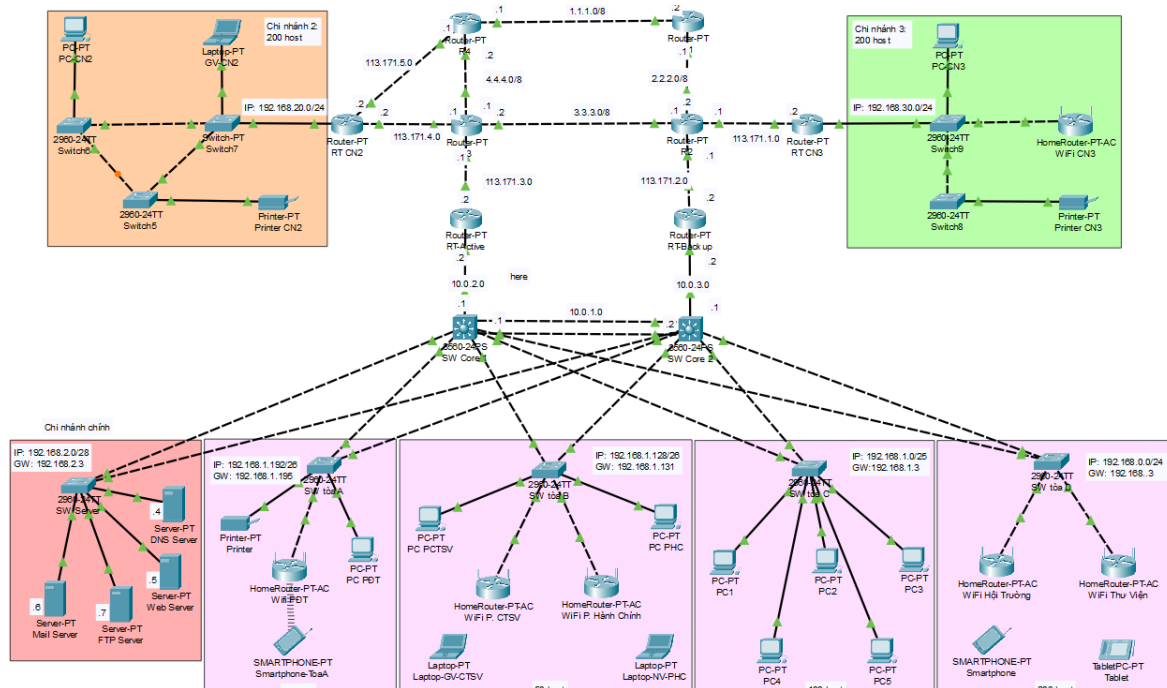 Chi nhánh 2:
200 host
PC-PT
PC-CN2
Laptop-PT
GV-CN2
IP: 192.168.20.0/24
2960-24TT
Switch6
Switch-PT
Switch7
2960-24TT
Switch5
Printer-PT
Printer CN2
.2
.2
Router-PT
RT CN2
113.171.5.0
113.171.4.0
.1
.1
Router-PT
R4
.2
1.1.1.0/8
.2
Router-PT
.1
4.4.4.0/8
2.2.2.0/8
.1
.1
.2
Router-PT
.1
3.3.3.0/8
.2
.1
.1
Router-PT
R2
.1
113.171.1.0
.2
Router-PT
RT CN3
Chi nhánh 3:
200 host
PC-PT
PC-CN3
IP: 192.168.30.0/24
2960-24TT
Switch9
HomeRouter-PT-AC
WiFi CN3
2960-24TT
Switch8
Printer-PT
Printer CN3
113.171.3.0
.2
Router-PT
RT-Active
.2
10.0.2.0
.1
here
113.171.2.0
.2
Router-PT
RT-Backup
.2
10.0.3.0
.1
10.0.1.0
.1
.2
3560-24PS
SW Core 1
3560-24PS
SW Core 2
Chi nhánh chính
IP: 192.168.2.0/28
GW: 192.168.2.3
2960-24TT
SW-Server
.4
Server-PT
DNS Server
.5
Server-PT
Web Server
.6
Server-PT
Mail Server
.7
Server-PT
FTP Server
IP: 192.168.1.192/26
GW: 192.168.1.195
2960-24TT
SW tòa A
Printer-PT
Printer
HomeRouter-PT-AC
Wifi PĐT
PC-PT
PC PĐT
SMARTPHONE-PT
Smartphone-ToaA
IP: 192.168.1.128/26
GW: 192.168.1.131
2960-24TT
SW tòa B
PC-PT
PC PCTSV
PC-PT
PC PHC
HomeRouter-PT-AC
WiFi P. CTSV
HomeRouter-PT-AC
WiFi P. Hành Chính
Laptop-PT
Laptop-GV-CTSV
Laptop-PT
Laptop-NV-PHC
IP: 192.168.1.0/25
GW: 192.168.1.3
2960-24TT
SW tòa C
PC-PT
PC1
PC-PT
PC2
PC-PT
PC3
PC-PT
PC4
PC-PT
PC5
IP: 192.168.0.0/24
GW: 192.168..3
2960-24TT
SW tòa D
HomeRouter-PT-AC
WiFi Hội Trường
HomeRouter-PT-AC
WiFi Thư Viện
SMARTPHONE-PT
Smartphone
TabletPC-PT
Tablet